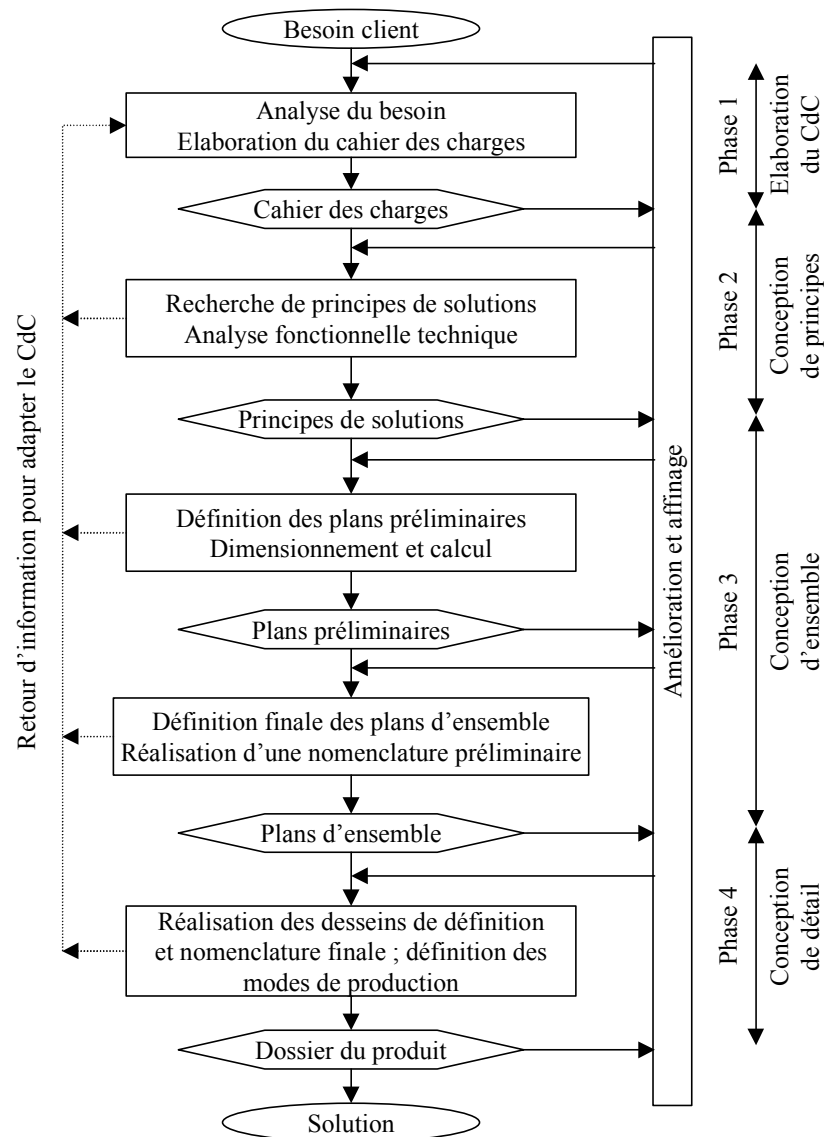 Besoin client
Analyse du besoin
Elaboration du cahier des charges
Cahier des charges
Recherche de principes de solutions
Analyse fonctionnelle technique
Principes de solutions
Définition des plans préliminaires
Dimensionnement et calcul
Plans préliminaires
Définition finale des plans d'ensemble
Réalisation d'une nomenclature préliminaire
Plans d'ensemble
Réalisation des desseins de définition
et nomenclature finale ; définition des
modes de production
Dossier du produit
Solution
Retour d'information pour adapter le CdC
Amélioration et affinage
Phase 1
Elaboration
du CdC
Phase 2
Conception
de principes
Phase 3
Conception
d'ensemble
Phase 4
Conception
de détail